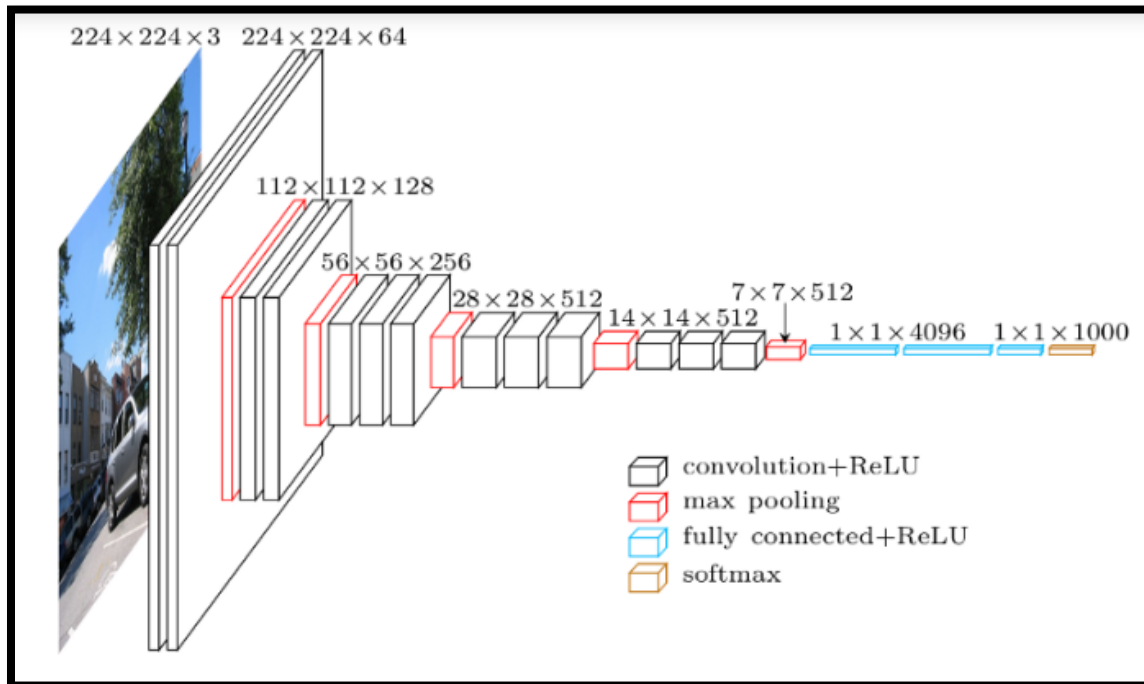 224×224×3
224×224×64
112×112×128
56×56×256
28×28×512
14×14×512
7×7×512
1×1×4096
1×1×1000
convolution+ReLU
max pooling
fully connected+ReLU
softmax